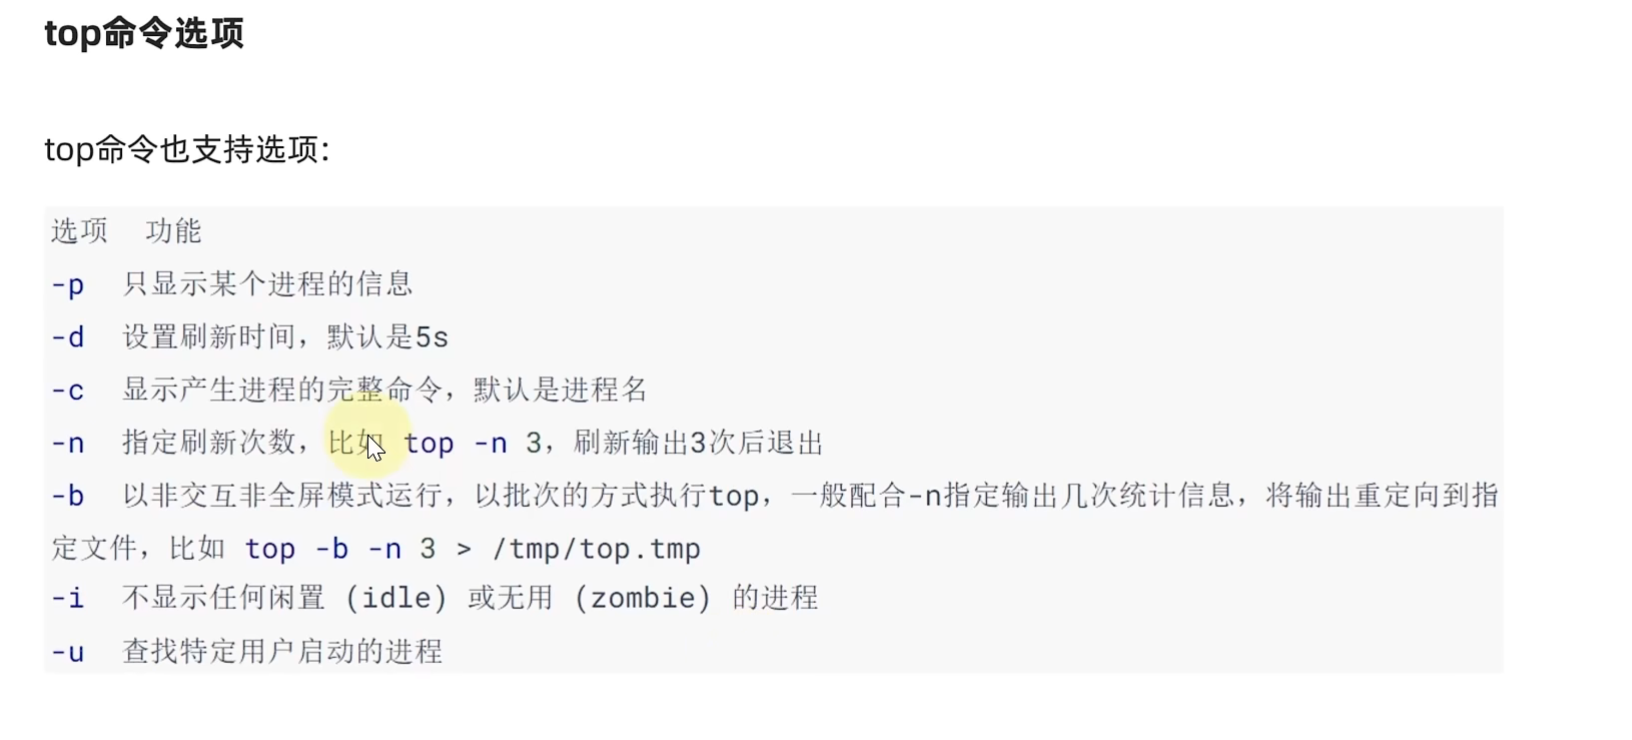 top命令选项
top命令也支持选项:
选项 功能
-p 只显示某个进程的信息
-d 设置刷新时间，默认是5s
-c 显示产生进程的完整命令，默认是进程名
-n 指定刷新次数，比如 top -n 3，刷新输出3次后退出
-b 以非交互非全屏模式运行，以批次的方式执行top，一般配合-n指定输出几次统计信息，将输出重定向到指
定文件，比如 top -b -n 3 > /tmp/top.tmp
-i 不显示任何闲置 (idle) 或无用 (zombie) 的进程
-u 查找特定用户启动的进程